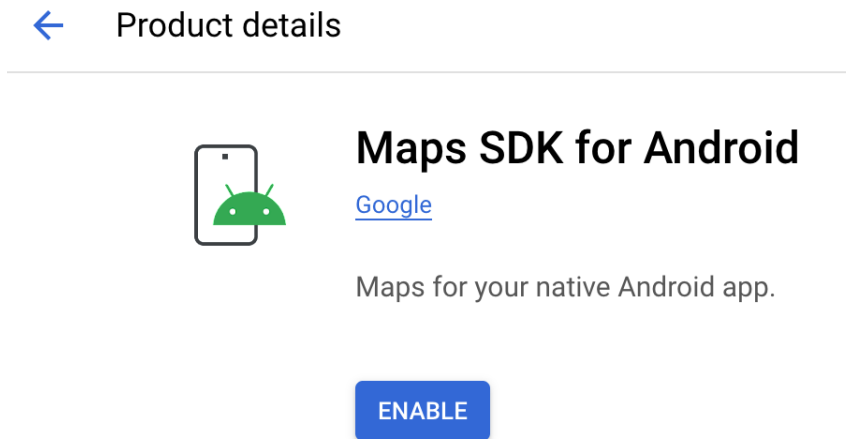 Product details
Maps SDK for Android
Google
Maps for your native Android app.
ENABLE